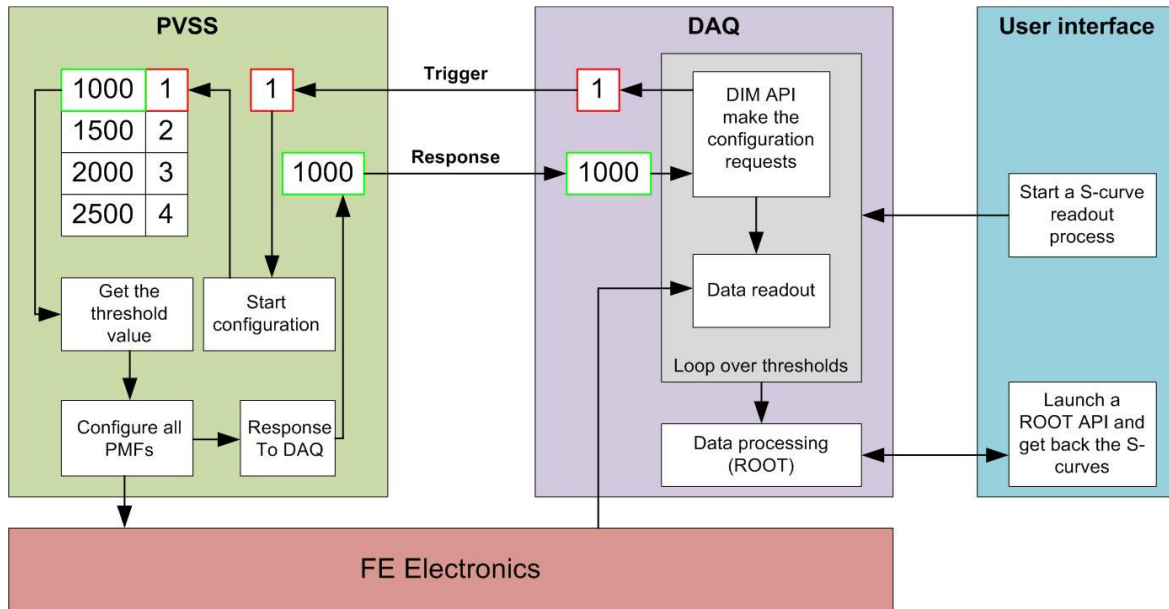 PVSS
DAQ
User interface
1000 1
1500 2
2000 3
2500 4
1
Trigger
1
DIM API
make the
configuration
requests
1000
Response
1000
Start a S-curve
readout
process
Get the
threshold
value
Start
configuration
Data readout
Loop over thresholds
Configure all
PMFs
Response
To DAQ
Data processing
(ROOT)
Launch a
ROOT API and
get back the S-
curves
FE Electronics